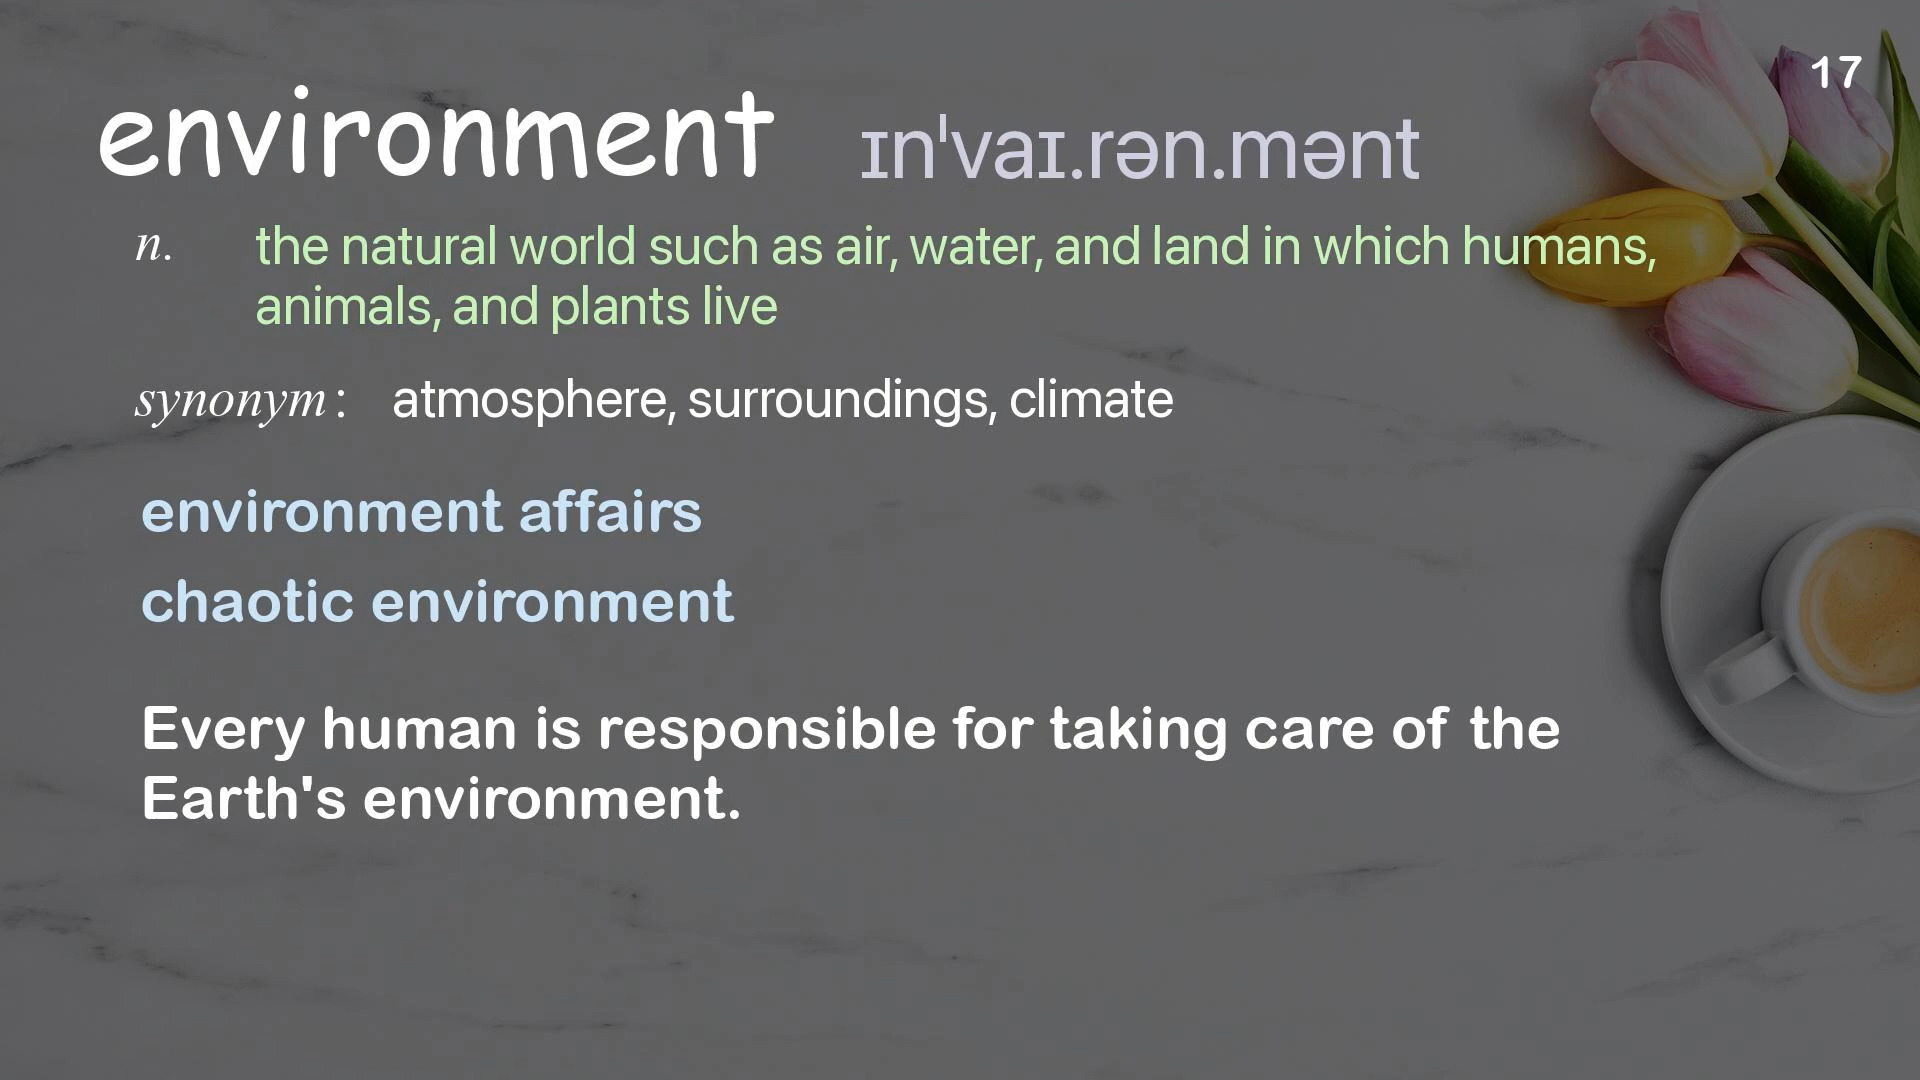 17
environment ɪnˈvaɪ.rən.mənt
n. the natural world such as air, water, and land in which humans,
animals, and plants live
synonym : atmosphere, surroundings, climate
environment affairs
chaotic environment
Every human is responsible for taking care of the
Earth's environment.